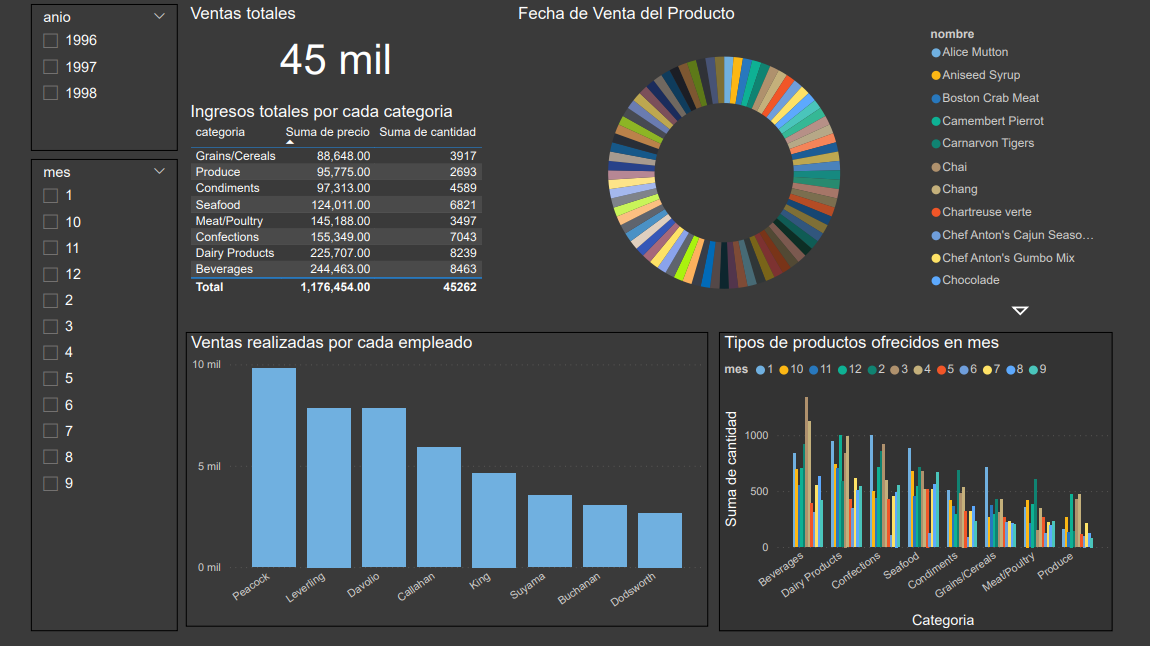 anio
1996
1997
1998
mes
1
10
11
12
2
3
4
5
6
7
8
9
Ventas totales
45 mil
Ingresos totales por cada categoria
categoria Suma de precio Suma de cantidad
Grains/Cereals 88,648.00 3917
Produce 95,775.00 2693
Condiments 97,313.00 4589
Seafood 124,011.00 6821
Meat/Poultry 145,188.00 3497
Confections 155,349.00 7043
Dairy Products 225,707.00 8239
Beverages 244,463.00 8463
Total 1,176,454.00 45262
Fecha de Venta del Producto
nombre
Alice Mutton
Aniseed Syrup
Boston Crab Meat
Camembert Pierrot
Carnarvon Tigers
Chai
Chang
Chartreuse verte
Chef Anton's Cajun Seaso...
Chef Anton's Gumbo Mix
Chocolade
Ventas realizadas por cada empleado
10 mil
5 mil
0 mil
Peacock
Leverling
Davolio
Callahan
King
Suyama
Buchanan
Dodsworth
Tipos de productos ofrecidos en mes
mes 1 10 11 12 2 3 4 5 6 7 8 9
Suma de cantidad
1000
500
0
Beverages
Dairy Products
Confections
Seafood
Condiments
Grains/Cereals
Meat/Poultry
Produce
Categoria